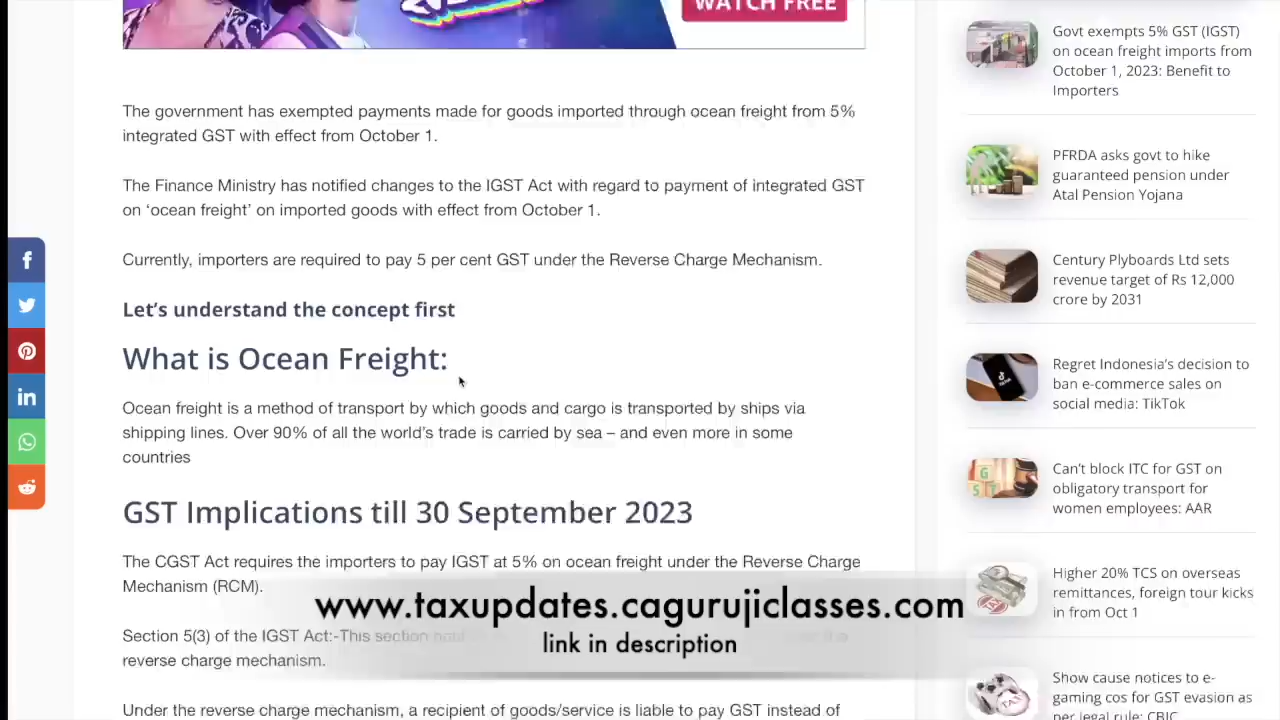 WATCH FREE
The government has exempted payments made for goods imported through ocean freight from 5%
integrated GST with effect from October 1.
The Finance Ministry has notified changes to the IGST Act with regard to payment of integrated GST
on ‘ocean freight’ on imported goods with effect from October 1.
Currently, importers are required to pay 5 per cent GST under the Reverse Charge Mechanism.
Let’s understand the concept first
What is Ocean Freight:
Ocean freight is a method of transport by which goods and cargo is transported by ships via
shipping lines. Over 90% of all the world’s trade is carried by sea – and even more in some
countries
GST Implications till 30 September 2023
The CGST Act requires the importers to pay IGST at 5% on ocean freight under the Reverse Charge
Mechanism (RCM).
Section 5(3) of the IGST Act:-This section
reverse charge mechanism.
Under the reverse charge mechanism, a recipient of goods/service is liable to pay GST instead of
www.taxupdates.cagurujiclasses.com
link in description
Govt exempts 5% GST (IGST)
on ocean freight imports from
October 1, 2023: Benefit to
Importers
PFRDA asks govt to hike
guaranteed pension under
Atal Pension Yojana
Century Plyboards Ltd sets
revenue target of Rs 12,000
crore by 2031
Regret Indonesia’s decision to
ban e-commerce sales on
social media: TikTok
Can’t block ITC for GST on
obligatory transport for
women employees: AAR
Higher 20% TCS on overseas
remittances, foreign tour kicks
in from Oct 1
Show cause notices to e-
gaming cos for GST evasion as
per legal rule: CBIC